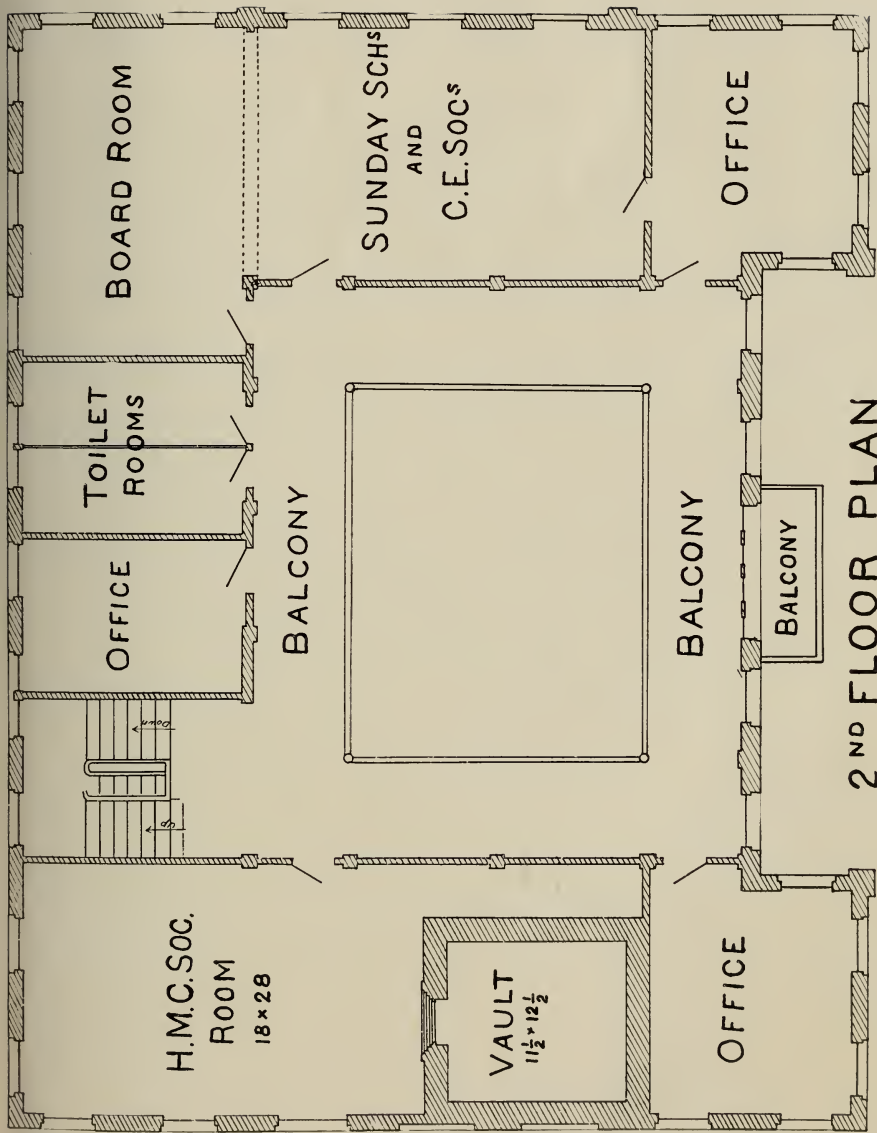 BOARD ROOM
SUNDAY SCHS
AND
C.E. SOCS
OFFICE
TOILET
ROOMS
OFFICE
BALCONY
BALCONY
BALCONY
Down
Up
H.M.C. SOC.
ROOM
18 × 28
VAULT
11½ × 12½
OFFICE
2ND FLOOR PLAN